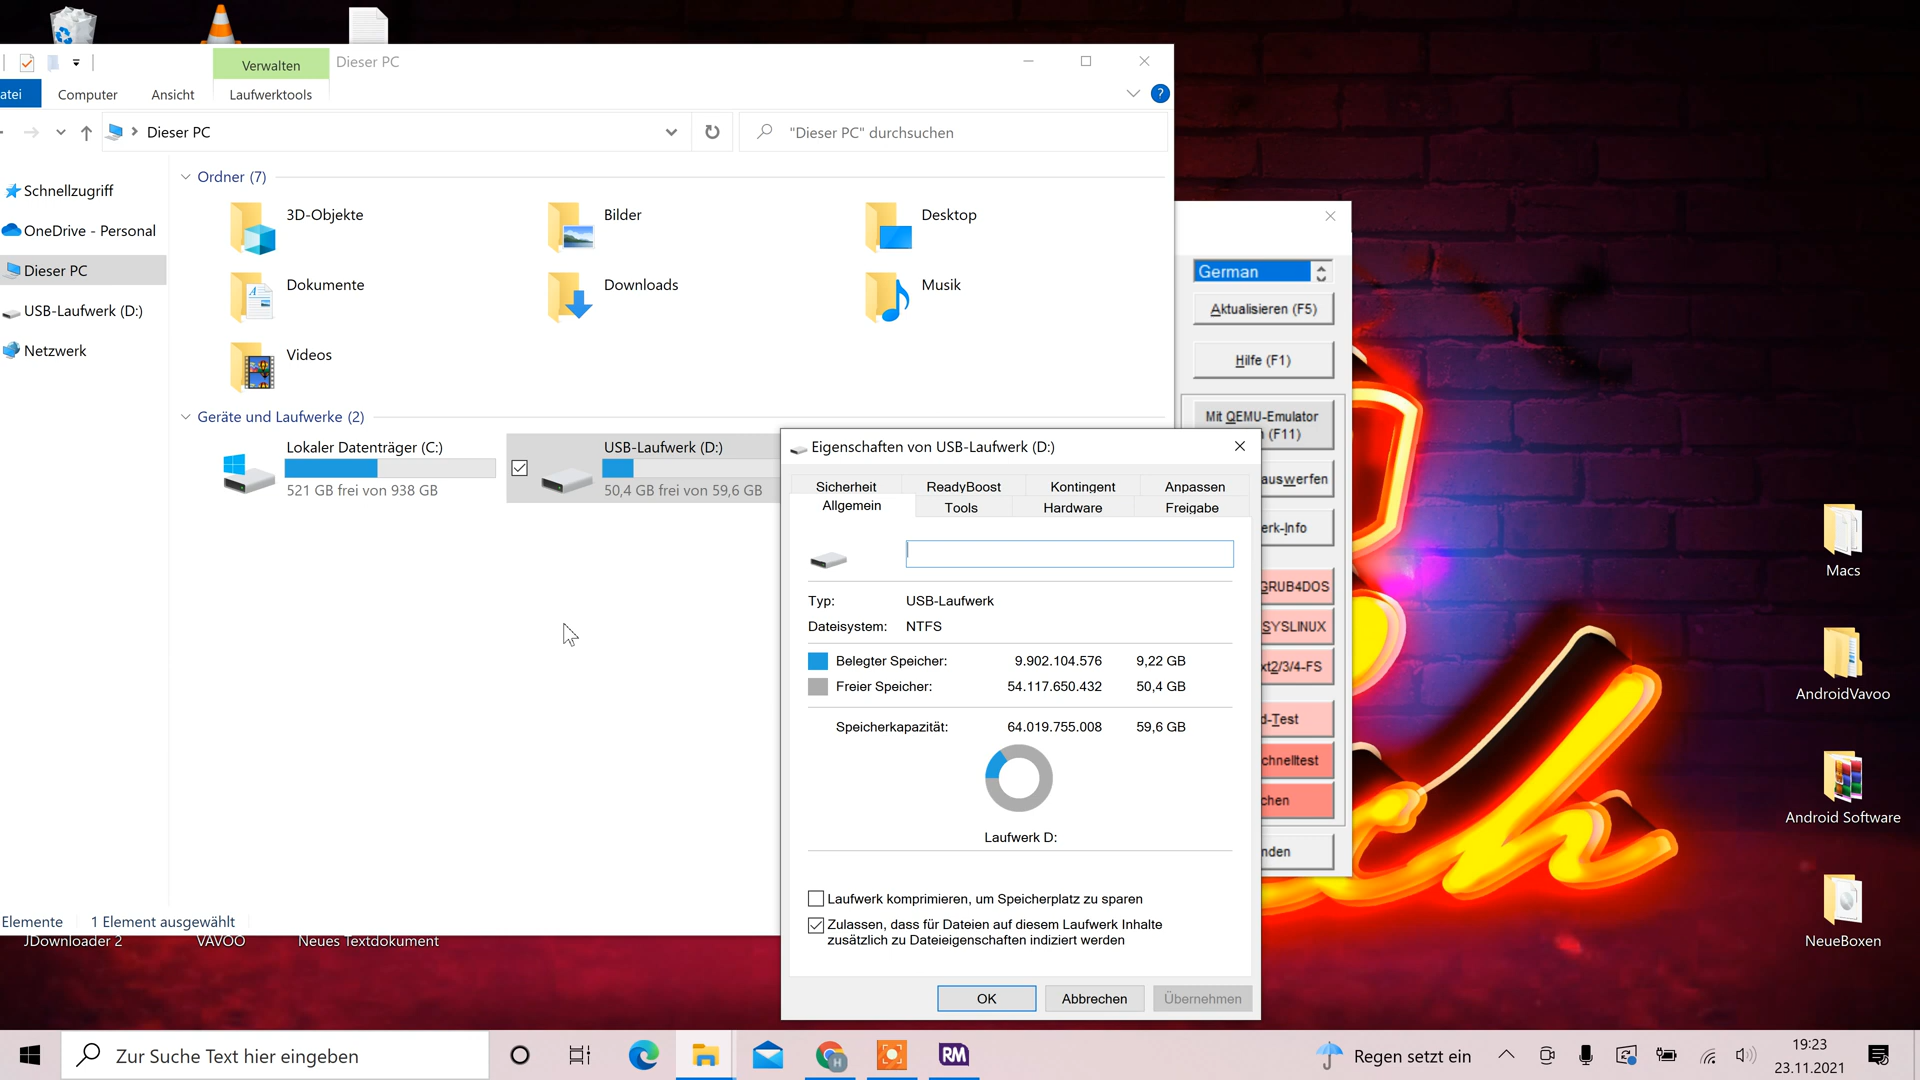 Verwalten
Dieser PC
atei
Computer
Ansicht
Laufwerktools
?
Dieser PC
"Dieser PC" durchsuchen
Schnellzugriff
OneDrive - Personal
Dieser PC
USB-Laufwerk (D:)
Netzwerk
Ordner (7)
3D-Objekte
Bilder
Desktop
Dokumente
Downloads
Musik
Videos
Geräte und Laufwerke (2)
Lokaler Datenträger (C:)
521 GB frei von 938 GB
USB-Laufwerk (D:)
50,4 GB frei von 59,6 GB
Elemente
1 Element ausgewählt
German
Aktualisieren (F5)
Hilfe (F1)
Mit QEMU-Emulator
(F11)
auswerfen
erk-Info
GRUB4DOS
SYSLINUX
xt2/3/4-FS
d-Test
chnelltest
chen
nden
Eigenschaften von USB-Laufwerk (D:)
Sicherheit
ReadyBoost
Kontingent
Anpassen
Allgemein
Tools
Hardware
Freigabe
Typ: USB-Laufwerk
Dateisystem: NTFS
Belegter Speicher: 9.902.104.576 9,22 GB
Freier Speicher: 54.117.650.432 50,4 GB
Speicherkapazität: 64.019.755.008 59,6 GB
Laufwerk D:
Laufwerk komprimieren, um Speicherplatz zu sparen
Zulassen, dass für Dateien auf diesem Laufwerk Inhalte
zusätzlich zu Dateieigenschaften indiziert werden
OK
Abbrechen
Übernehmen
JDownloader 2
VAVOO
Neues Textdokument
Macs
AndroidVavoo
Android Software
NeueBoxen
Zur Suche Text hier eingeben
H
RM
Regen setzt ein
19:23
23.11.2021